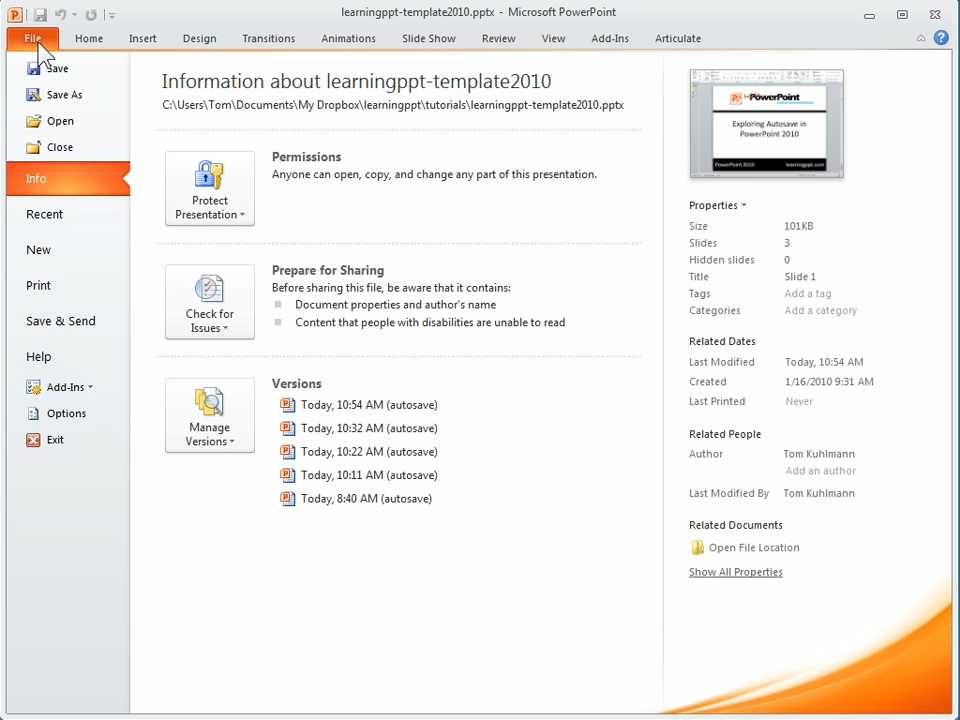 learningppt-template2010.pptx - Microsoft PowerPoint
File Home Insert Design Transitions Animations Slide Show Review View Add-Ins Articulate
Save
Save As
Open
Close
Info
Recent
New
Print
Save & Send
Help
Add-Ins
Options
Exit
Information about learningppt-template2010
C:\Users\Tom\Documents\My Dropbox\learningppt\tutorials\learningppt-template2010.pptx
Protect
Presentation
Permissions
Anyone can open, copy, and change any part of this presentation.
Check for
Issues
Prepare for Sharing
Before sharing this file, be aware that it contains:
Document properties and author's name
Content that people with disabilities are unable to read
Manage
Versions
Versions
Today, 10:54 AM (autosave)
Today, 10:32 AM (autosave)
Today, 10:22 AM (autosave)
Today, 10:11 AM (autosave)
Today, 8:40 AM (autosave)
PowerPoint
Exploring Autosave in
PowerPoint 2010
PowerPoint 2010 learningppt.com
Properties
Size 101KB
Slides 3
Hidden slides 0
Title Slide 1
Tags Add a tag
Categories Add a category
Related Dates
Last Modified Today, 10:54 AM
Created 1/16/2010 9:31 AM
Last Printed Never
Related People
Author Tom Kuhlmann
Add an author
Last Modified By Tom Kuhlmann
Related Documents
Open File Location
Show All Properties